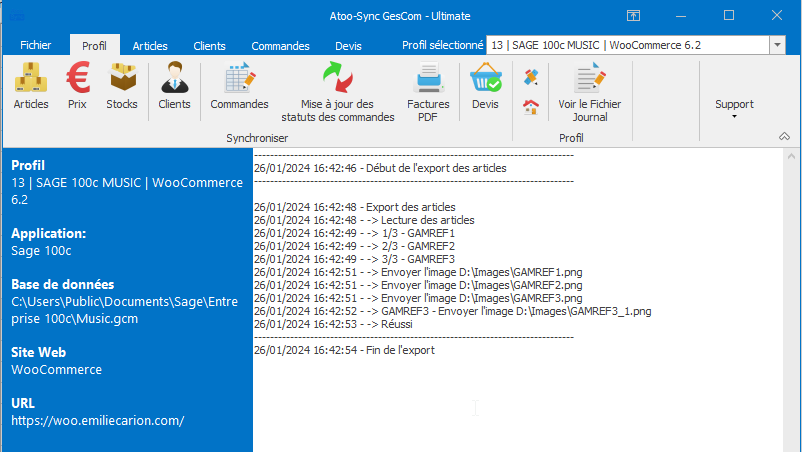 Atoo-Sync GesCom - Ultimate
Fichier Profil Articles Clients Commandes Devis Profil sélectionné 13 | SAGE 100c MUSIC | WooCommerce 6.2
Articles Prix Stocks Clients Commandes Mise à jour des statuts des commandes Factures PDF Devis Voir le Fichier Journal Support
Synchroniser Profil
Profil
13 | SAGE 100c MUSIC | WooCommerce
6.2
Application:
Sage 100c
Base de données
C:\Users\Public\Documents\Sage\Entre
prise 100c\Music.gcm
Site Web
WooCommerce
URL
https://woo.emiliecarion.com/
--------------------------------------------------------------------------------
26/01/2024 16:42:46 - Début de l'export des articles
--------------------------------------------------------------------------------
26/01/2024 16:42:48 - Export des articles
26/01/2024 16:42:48 - --> Lecture des articles
26/01/2024 16:42:49 - --> 1/3 - GAMREF1
26/01/2024 16:42:49 - --> 2/3 - GAMREF2
26/01/2024 16:42:49 - --> 3/3 - GAMREF3
26/01/2024 16:42:51 - --> Envoyer l'image D:\Images\GAMREF1.png
26/01/2024 16:42:51 - --> Envoyer l'image D:\Images\GAMREF2.png
26/01/2024 16:42:51 - --> Envoyer l'image D:\Images\GAMREF3.png
26/01/2024 16:42:52 - --> GAMREF3 - Envoyer l'image D:\Images\GAMREF3_1.png
26/01/2024 16:42:53 - --> Réussi
--------------------------------------------------------------------------------
26/01/2024 16:42:54 - Fin de l'export